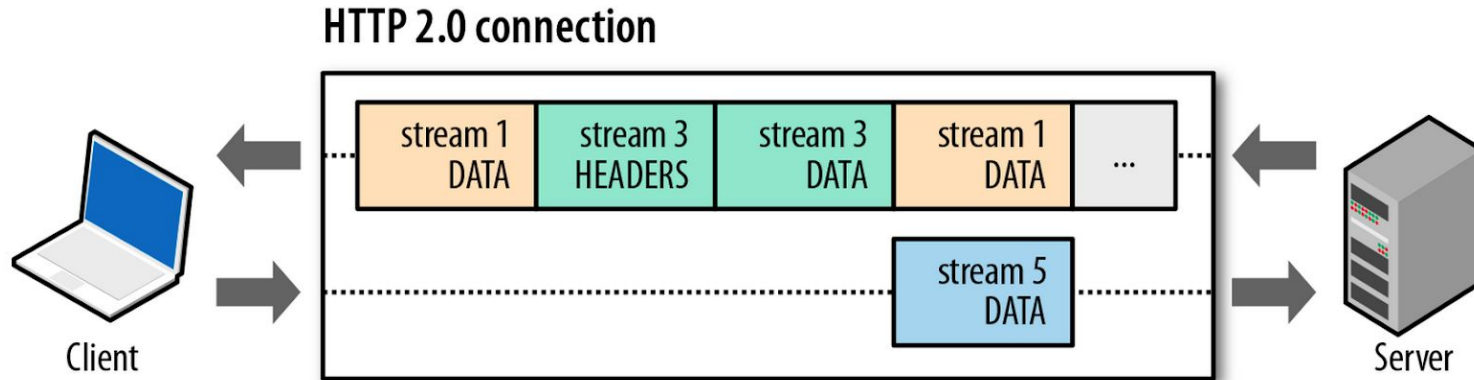 HTTP 2.0 connection
stream 1
DATA
stream 3
HEADERS
stream 3
DATA
stream 1
DATA
...
stream 5
DATA
Client
Server